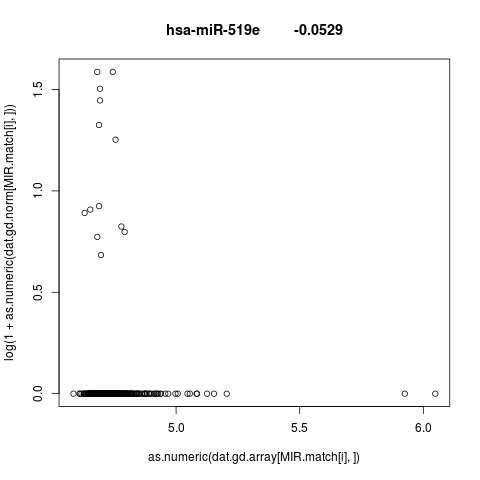 hsa-miR-519e -0.0529
log(1 + as.numeric(dat.gd.norm[MIR.match[i], ]))
1.5
1.0
0.5
0.0
5.0 5.5 6.0
as.numeric(dat.gd.array[MIR.match[i], ])